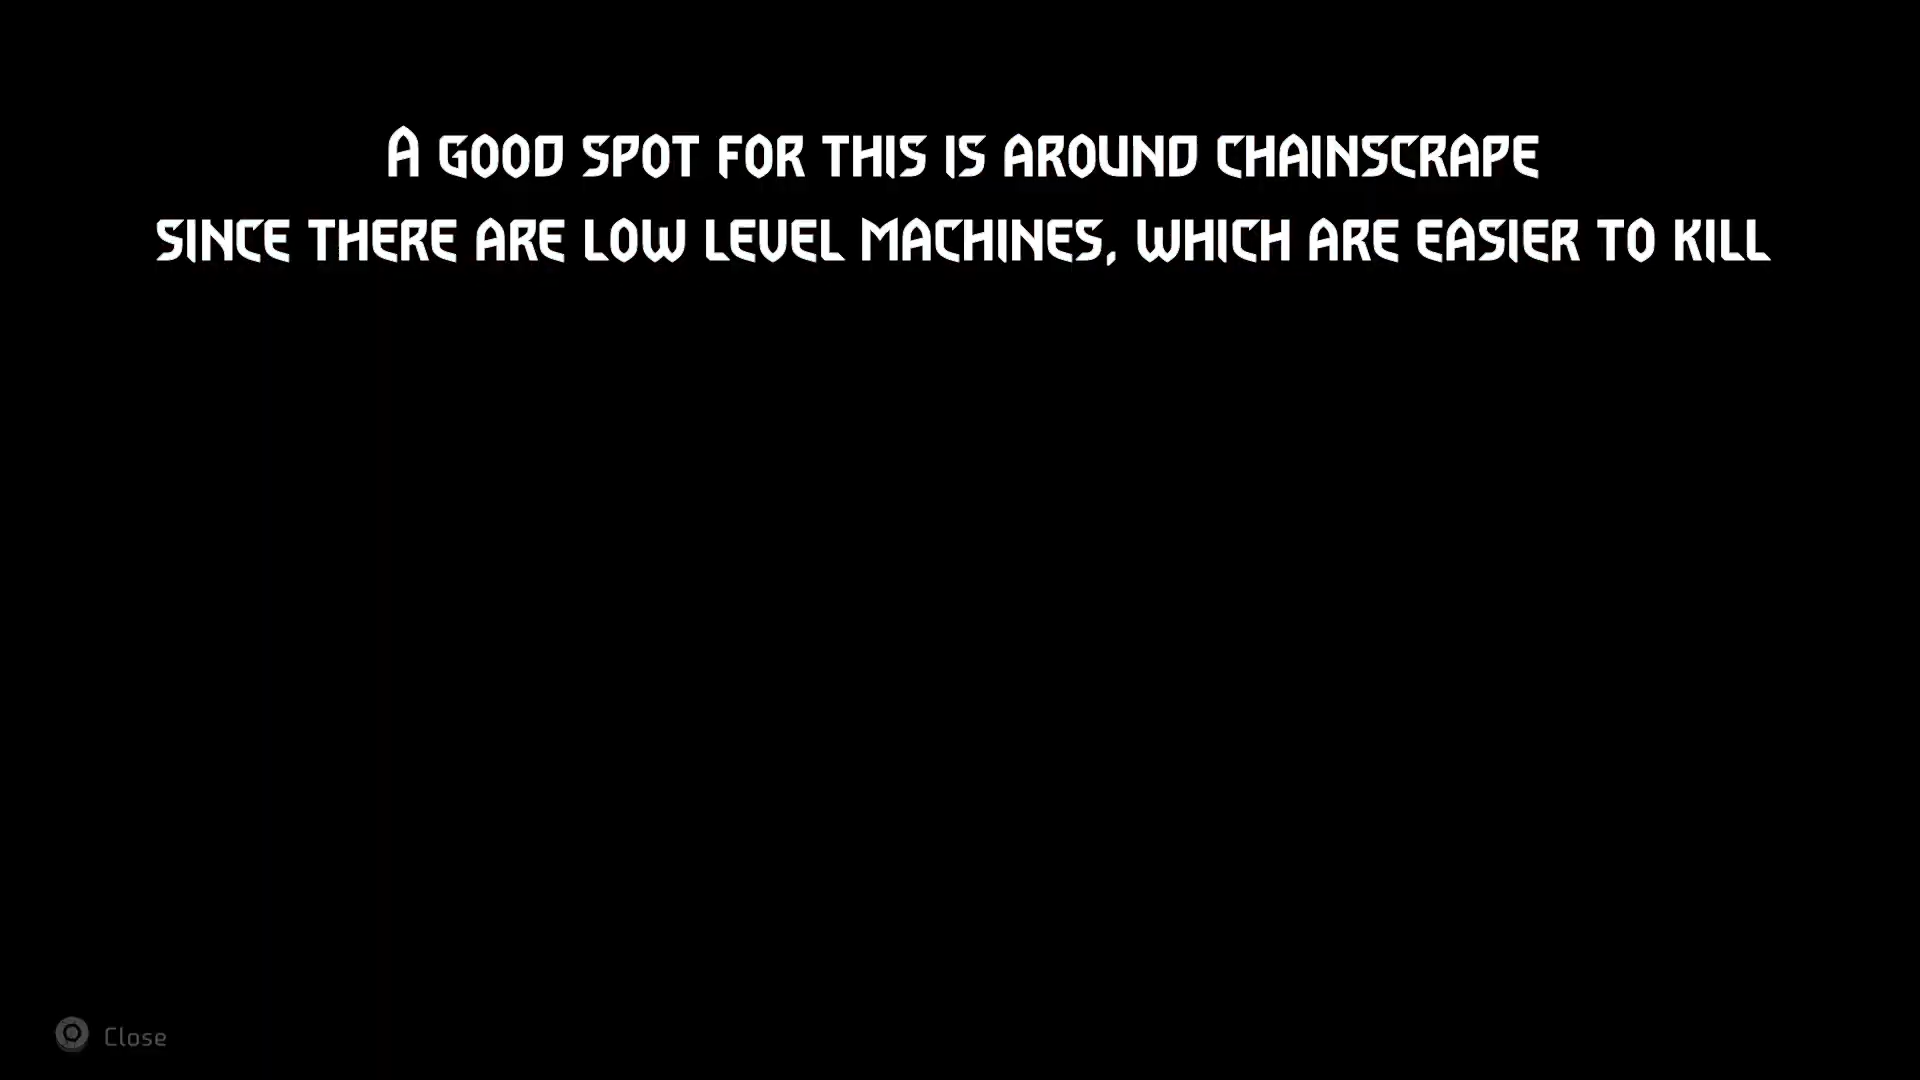 A GOOD SPOT FOR THIS IS AROUND CHAINSCRAPE
SINCE THERE ARE LOW LEVEL MACHINES, WHICH ARE EASIER TO KILL
Close